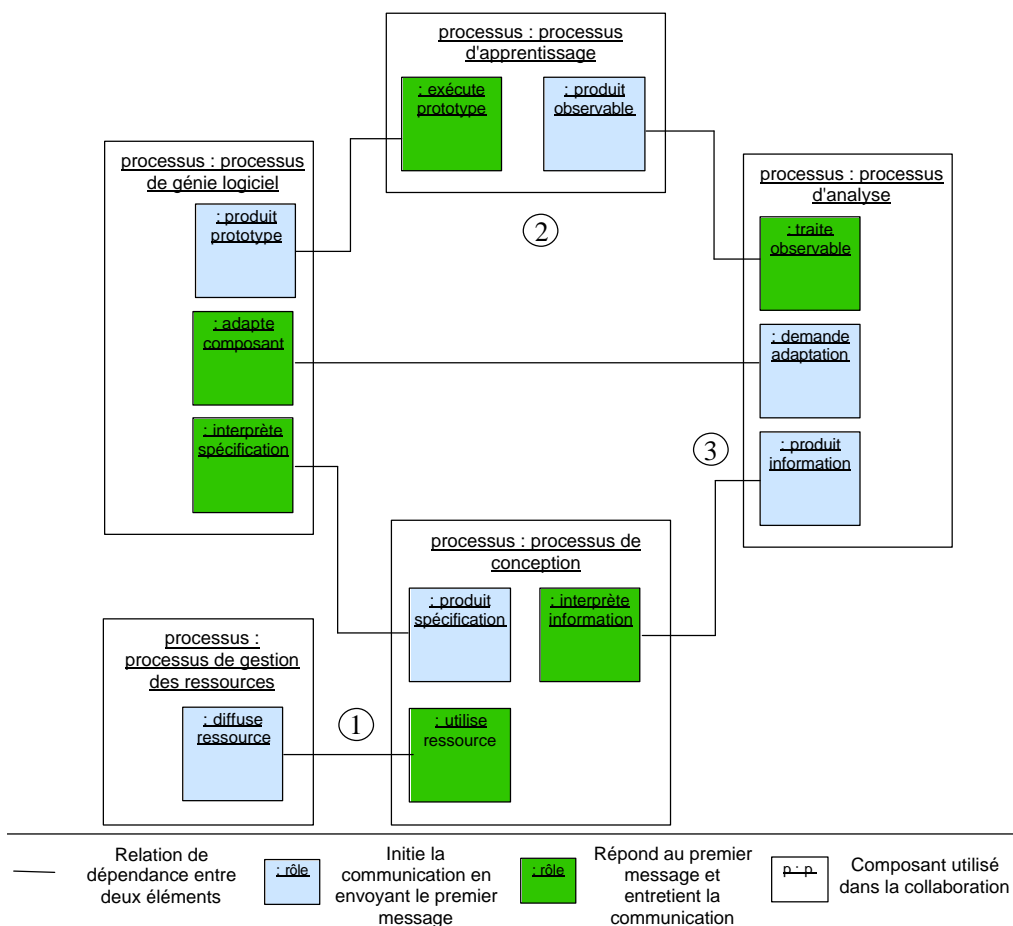 processus : processus
d'apprentissage
: exécute
prototype
: produit
observable
processus : processus
de génie logiciel
: produit
prototype
: adapte
composant
: interprète
spécification
2
processus : processus
d'analyse
: traite
observable
: demande
adaptation
: produit
information
3
processus : processus de
conception
: produit
spécification
: interprète
information
: utilise
ressource
processus :
processus de gestion
des ressources
: diffuse
ressource
1
Relation de
dépendance entre
deux éléments
: rôle
Initie la
communication en
envoyant le premier
message
: rôle
Répond au premier
message et
entretient la
communication
p : p
Composant utilisé
dans la collaboration